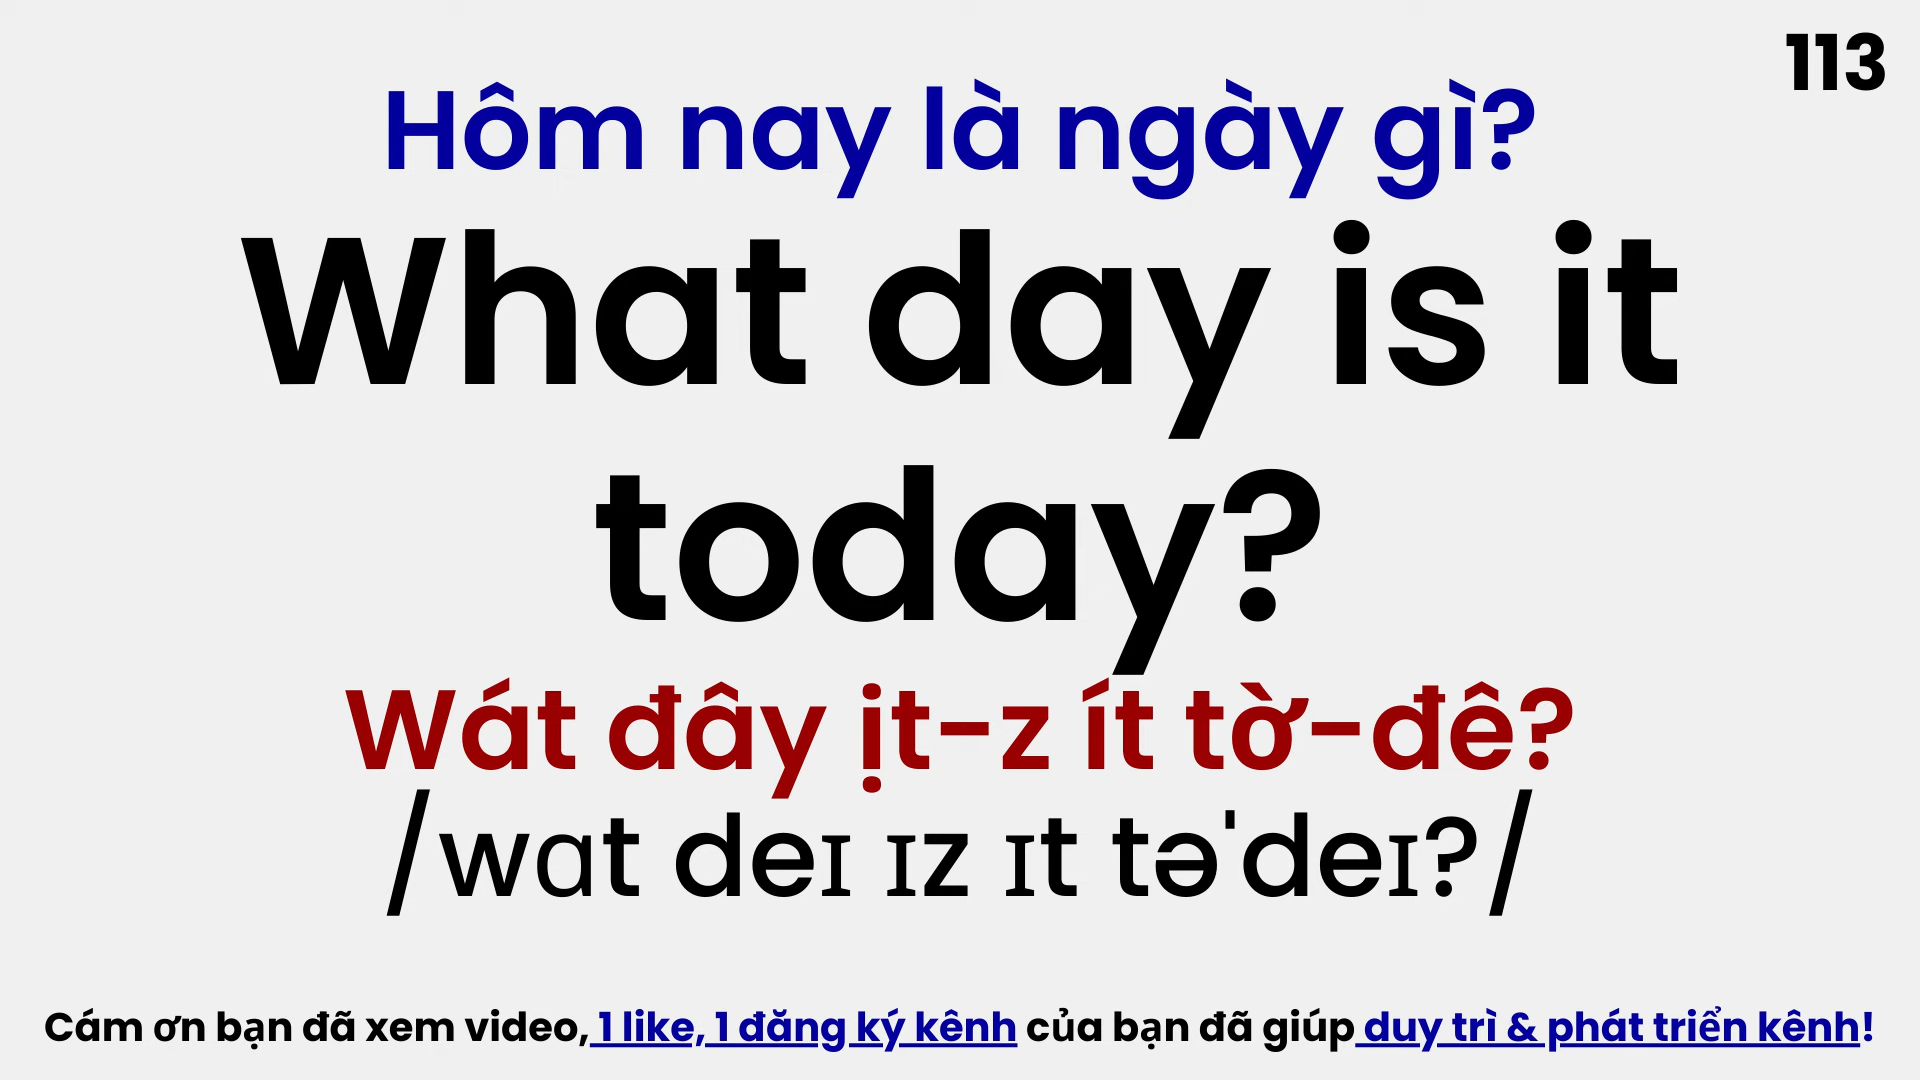 113
Hôm nay là ngày gì?
What day is it
today?
Wát đây ịt-z ít tờ-đê?
/wɑt deɪ ɪz ɪt təˈdeɪ?/
Cám ơn bạn đã xem video, 1 like, 1 đăng ký kênh của bạn đã giúp duy trì & phát triển kênh!